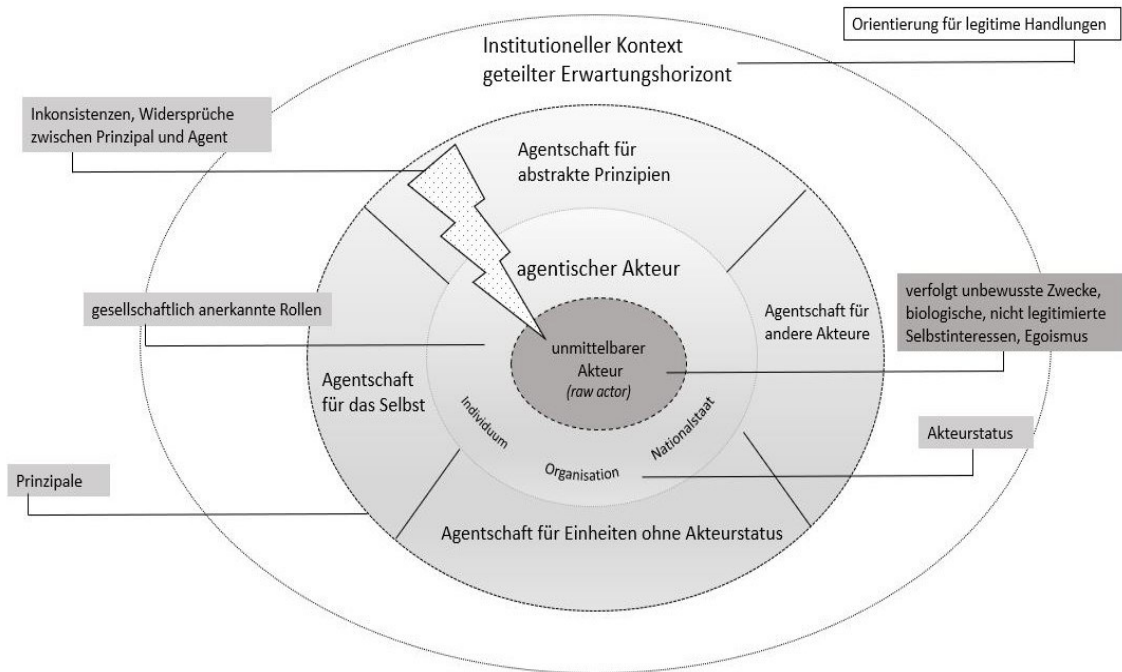 Orientierung für legitime Handlungen
Institutioneller Kontext
geteilter Erwartungshorizont
Inkonsistenzen, Widersprüche
zwischen Prinzipal und Agent
Agentschaft für
abstrakte Prinzipien
agentischer Akteur
gesellschaftlich anerkannte Rollen
Agentschaft für
andere Akteure
verfolgt unbewusste Zwecke,
biologische, nicht legitimierte
Selbstinteressen, Egoismus
unmittelbarer
Akteur
(raw actor)
Agentschaft
für das Selbst
Individuum
Organisation
Nationalstaat
Akteurstatus
Prinzipale
Agentschaft für Einheiten ohne Akteurstatus